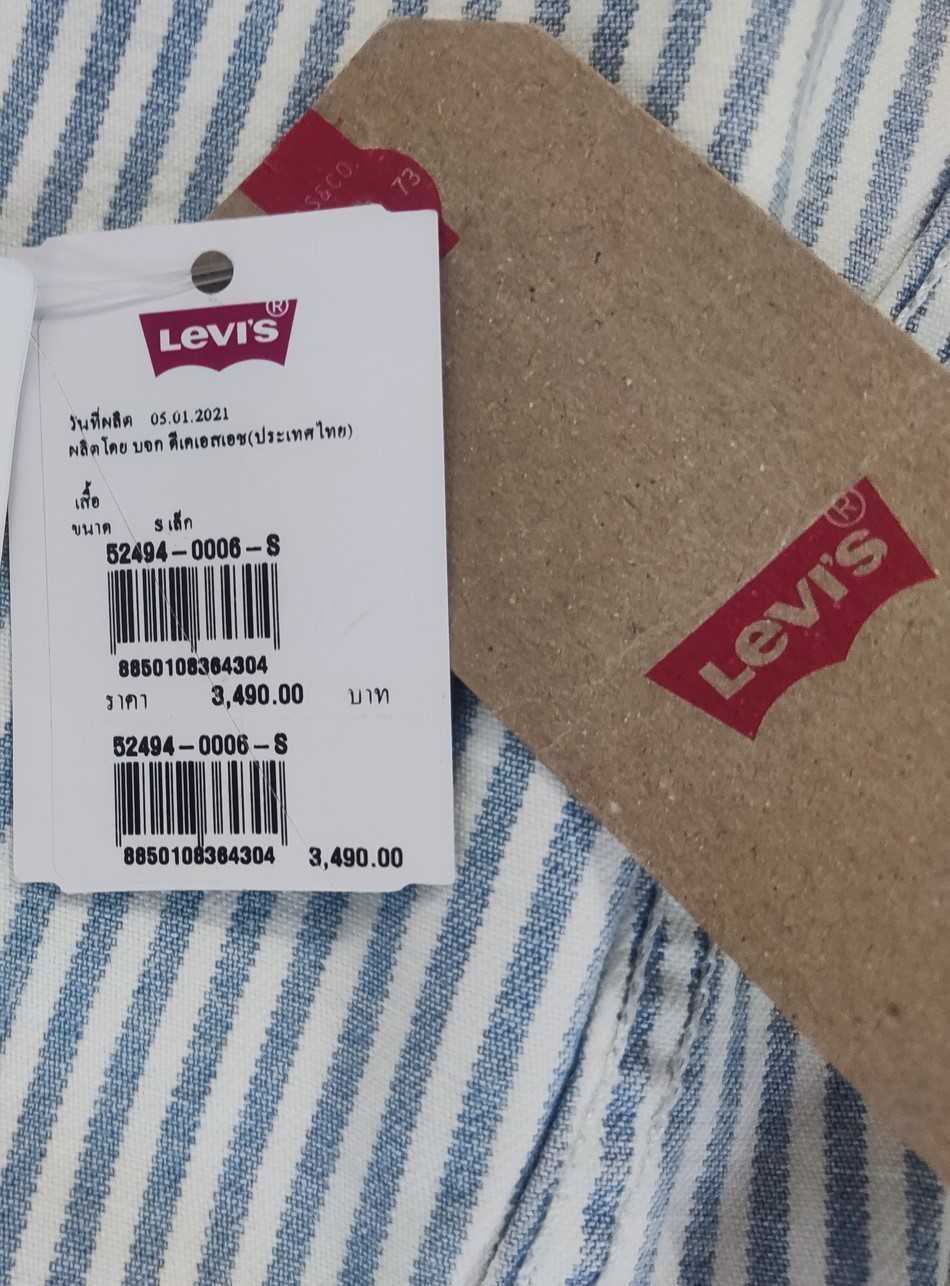 S&CO.
73
LEVI'S®
วันที่ผลิต 05.01.2021
ผลิตโดย บจก ดีเคเอสเอช(ประเทศไทย)
เสื้อ
ขนาด S เล็ก
52494-0006-S
8850108364304
ราคา 3,490.00 บาท
52494-0006-S
8850108364304 3,490.00
LEVI'S®